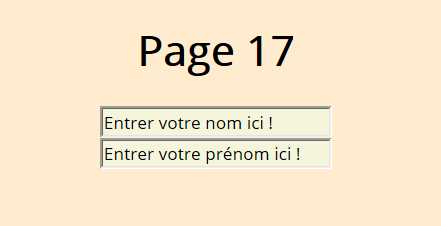 Page 17
Entrer votre nom ici !
Entrer votre prénom ici !